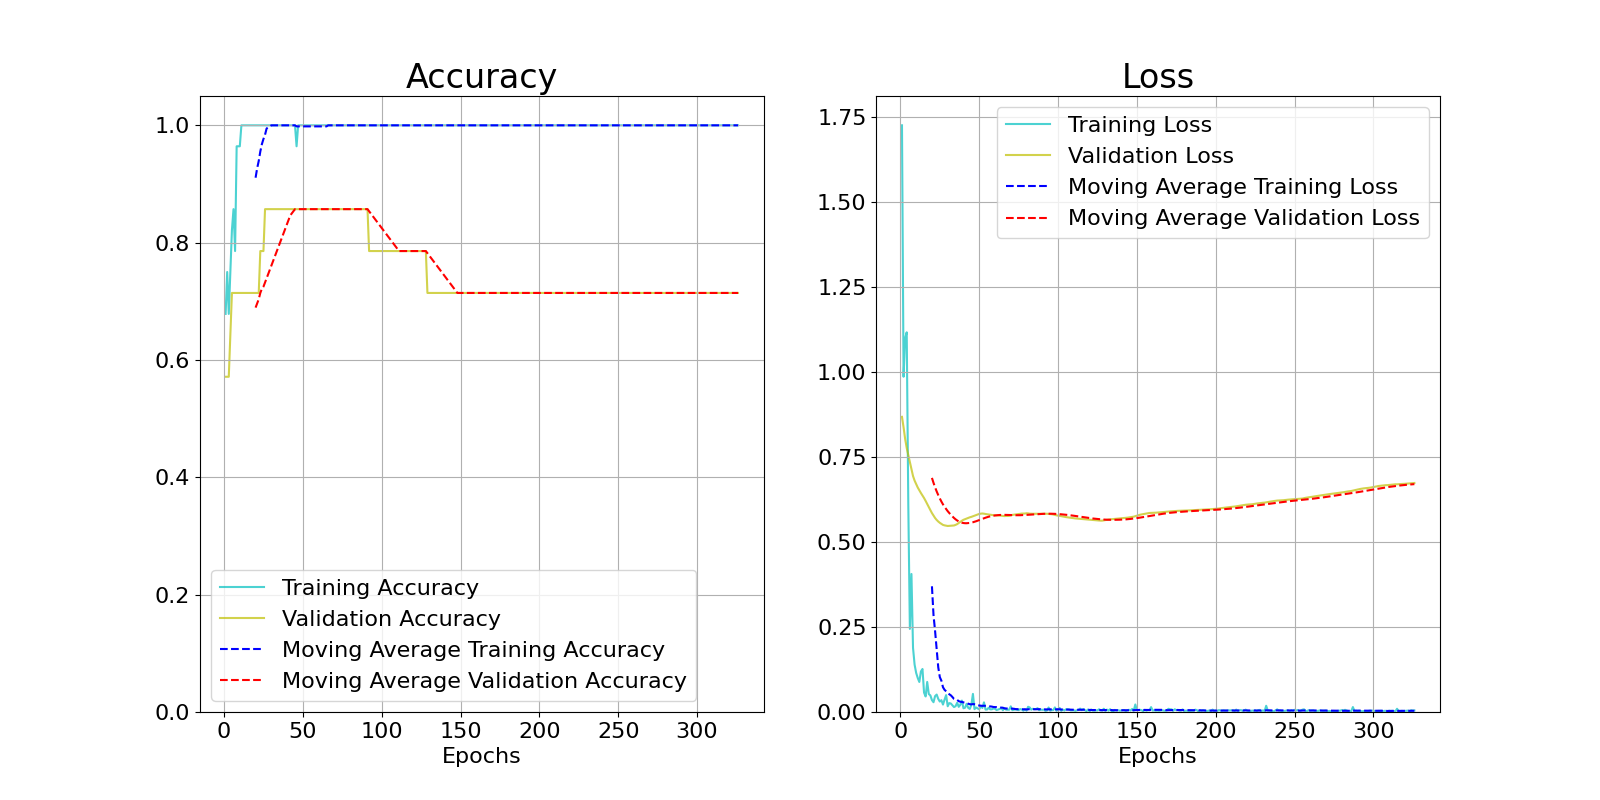 Accuracy
1.0
0.8
0.6
0.4
0.2
0.0
Training Accuracy
Validation Accuracy
Moving Average Training Accuracy
Moving Average Validation Accuracy
0 50 100 150 200 250 300
Epochs
Loss
1.75
1.50
1.25
1.00
0.75
0.50
0.25
0.00
Training Loss
Validation Loss
Moving Average Training Loss
Moving Average Validation Loss
0 50 100 150 200 250 300
Epochs